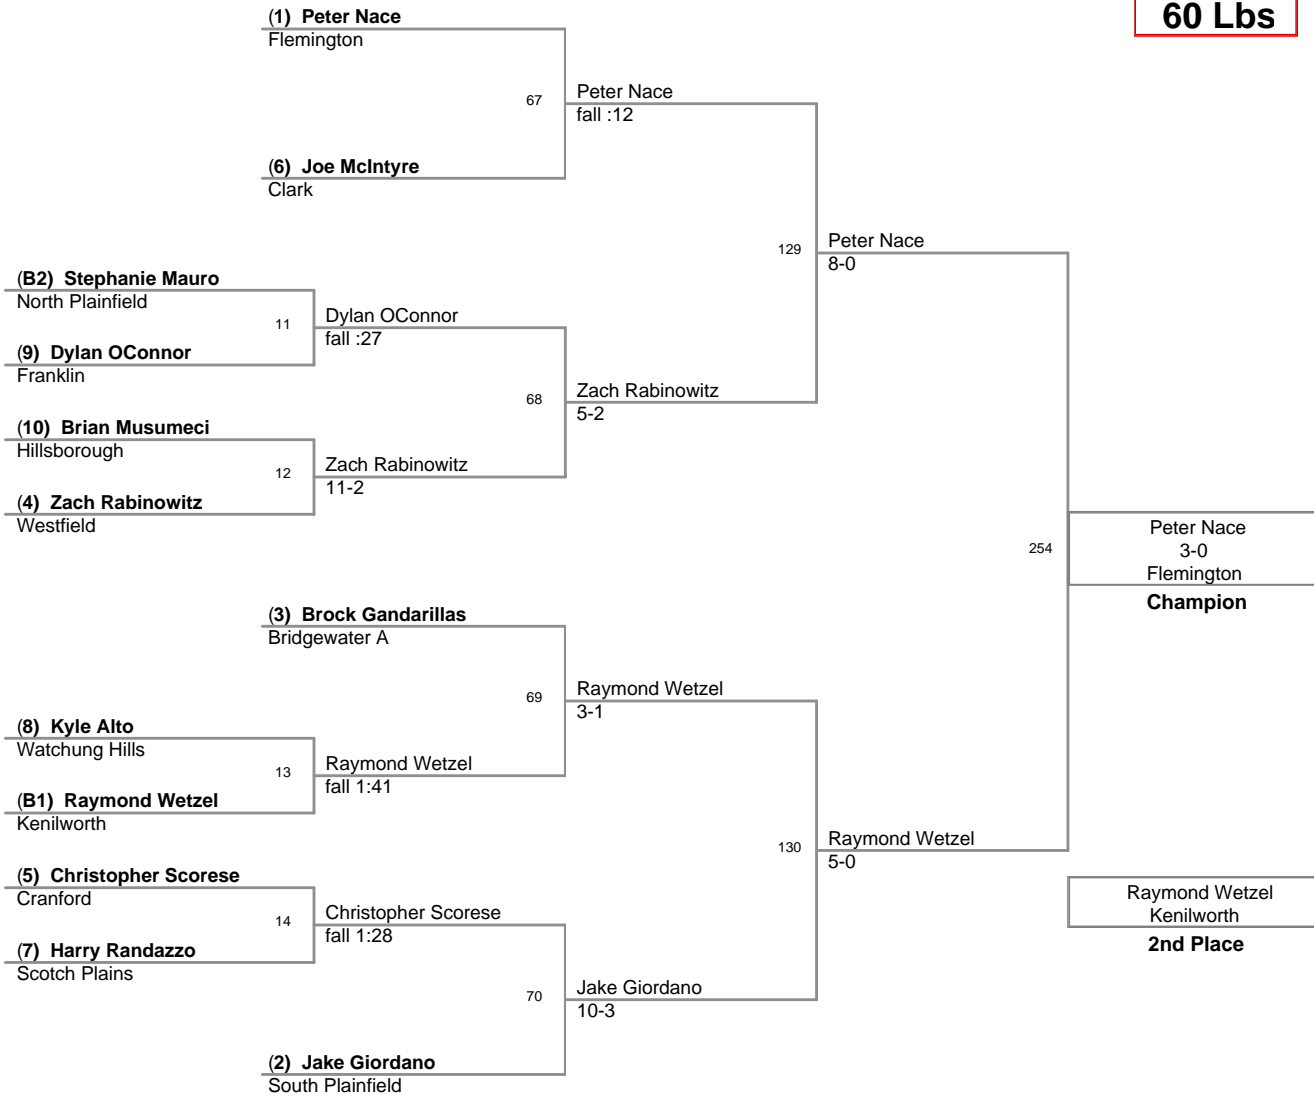 60 Lbs
(1) Peter Nace
Flemington
67
Peter Nace
fall :12
(6) Joe McIntyre
Clark
129
Peter Nace
8-0
(B2) Stephanie Mauro
North Plainfield
11
Dylan OConnor
fall :27
(9) Dylan OConnor
Franklin
68
Zach Rabinowitz
5-2
(10) Brian Musumeci
Hillsborough
12
Zach Rabinowitz
11-2
(4) Zach Rabinowitz
Westfield
254
Peter Nace
3-0
Flemington
Champion
(3) Brock Gandarillas
Bridgewater A
69
Raymond Wetzel
3-1
(8) Kyle Alto
Watchung Hills
13
Raymond Wetzel
fall 1:41
(B1) Raymond Wetzel
Kenilworth
130
Raymond Wetzel
5-0
(5) Christopher Scorese
Cranford
14
Christopher Scorese
fall 1:28
(7) Harry Randazzo
Scotch Plains
Raymond Wetzel
Kenilworth
2nd Place
70
Jake Giordano
10-3
(2) Jake Giordano
South Plainfield